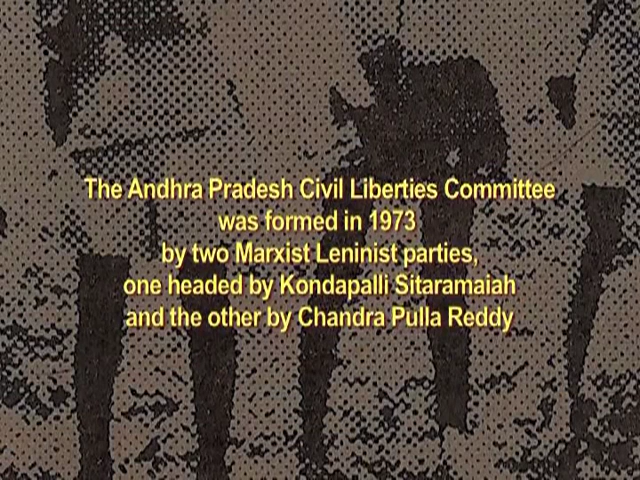 The Andhra Pradesh Civil Liberties Committee
was formed in 1973
by two Marxist Leninist parties,
one headed by Kondapalli Sitaramaiah
and the other by Chandra Pulla Reddy